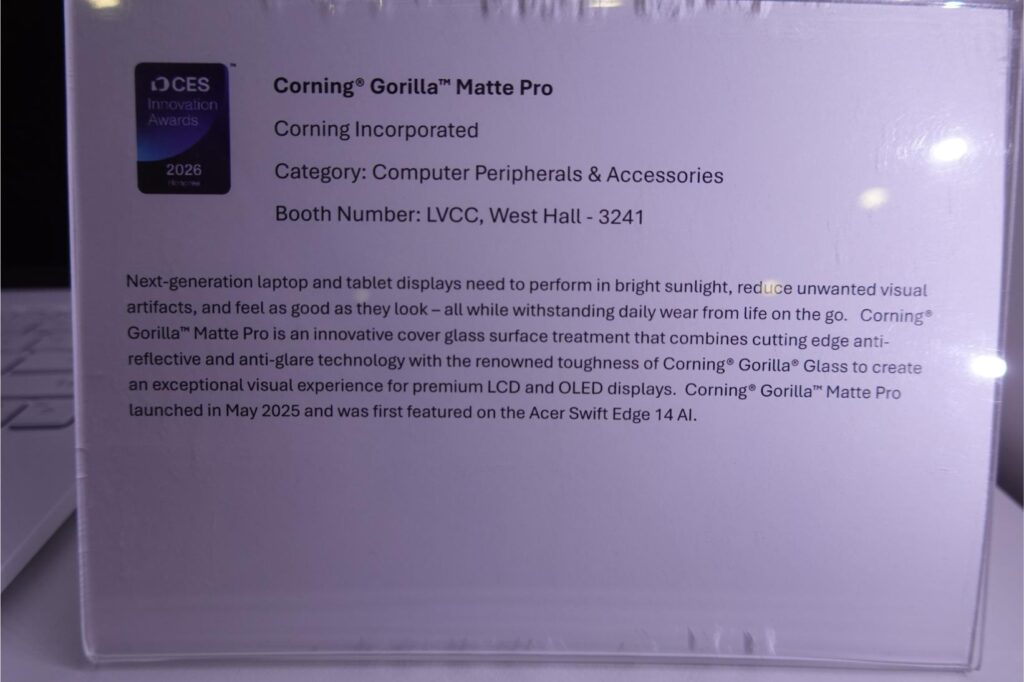 CES
Innovation
Awards
2026
™
Corning® Gorilla™ Matte Pro
Corning Incorporated
Category: Computer Peripherals & Accessories
Booth Number: LVCC, West Hall - 3241
Next-generation laptop and tablet displays need to perform in bright sunlight, reduce unwanted visual
artifacts, and feel as good as they look – all while withstanding daily wear from life on the go. Corning®
Gorilla™ Matte Pro is an innovative cover glass surface treatment that combines cutting edge anti-
reflective and anti-glare technology with the renowned toughness of Corning® Gorilla® Glass to create
an exceptional visual experience for premium LCD and OLED displays. Corning® Gorilla™ Matte Pro
launched in May 2025 and was first featured on the Acer Swift Edge 14 AI.